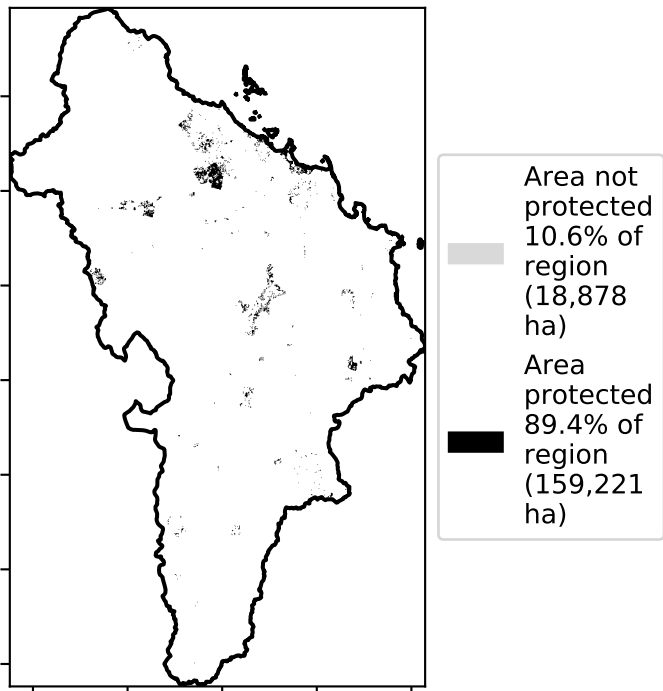 Area not
protected
10.6% of
region
(18,878
ha)
Area
protected
89.4% of
region
(159,221
ha)